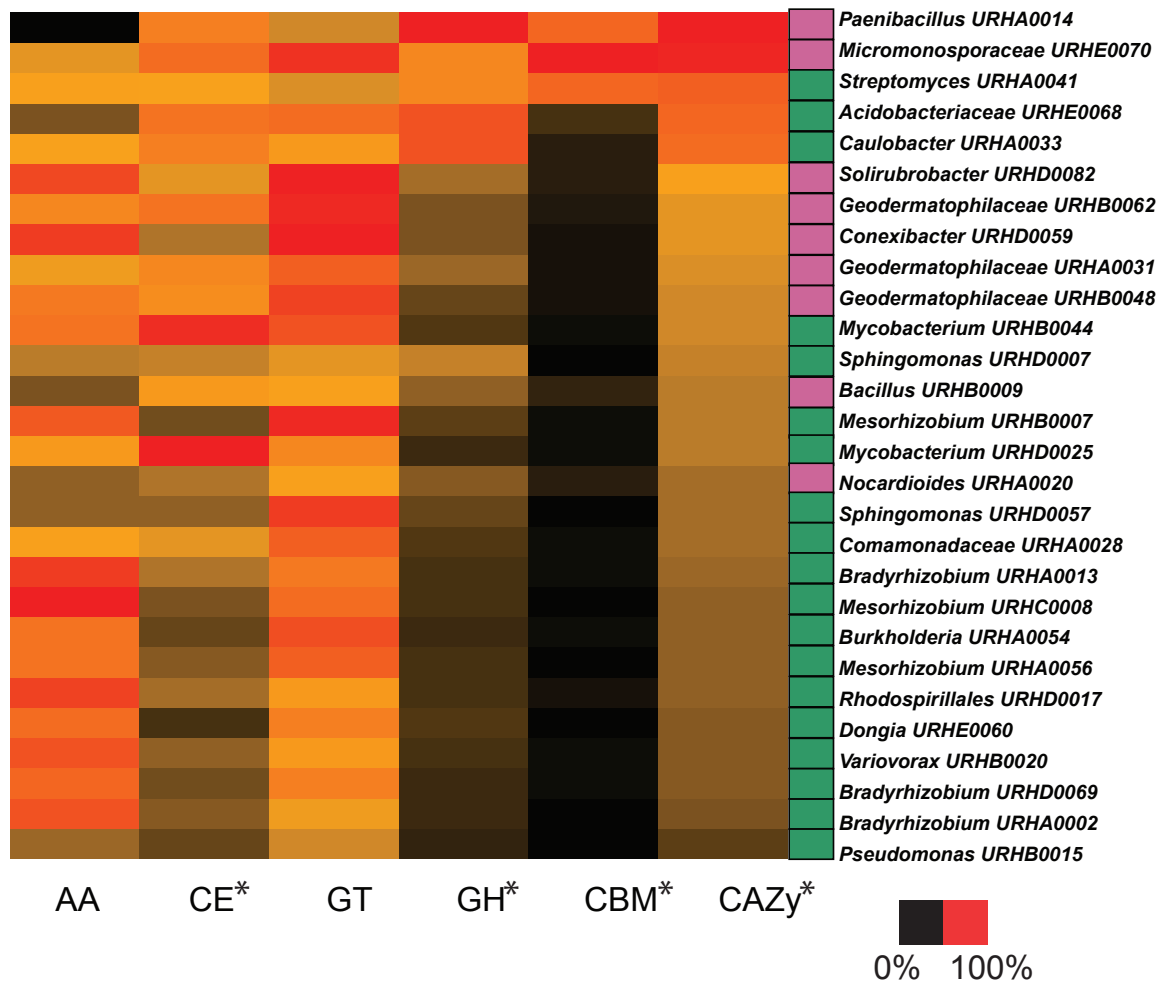 Paenibacillus URHA0014
Micromonosporaceae URHE0070
Streptomyces URHA0041
Acidobacteriaceae URHE0068
Caulobacter URHA0033
Solirubrobacter URHD0082
Geodermatophilaceae URHB0062
Conexibacter URHD0059
Geodermatophilaceae URHA0031
Geodermatophilaceae URHB0048
Mycobacterium URHB0044
Sphingomonas URHD0007
Bacillus URHB0009
Mesorhizobium URHB0007
Mycobacterium URHD0025
Nocardioides URHA0020
Sphingomonas URHD0057
Comamonadaceae URHA0028
Bradyrhizobium URHA0013
Mesorhizobium URHC0008
Burkholderia URHA0054
Mesorhizobium URHA0056
Rhodospirillales URHD0017
Dongia URHE0060
Variovorax URHB0020
Bradyrhizobium URHD0069
Bradyrhizobium URHA0002
Pseudomonas URHB0015
AA CE* GT GH* CBM* CAZy*
0% 100%